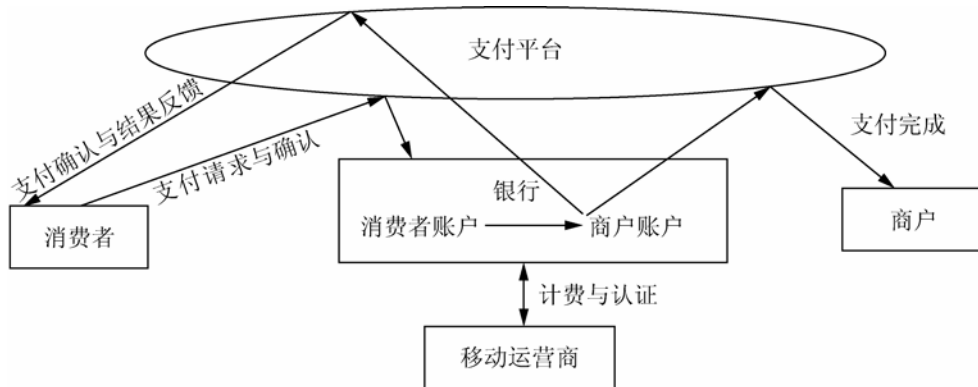 支付平台
支付确认与结果反馈
支付请求与确认
支付完成
银行
消费者
消费者账户
商户账户
商户
计费与认证
移动运营商